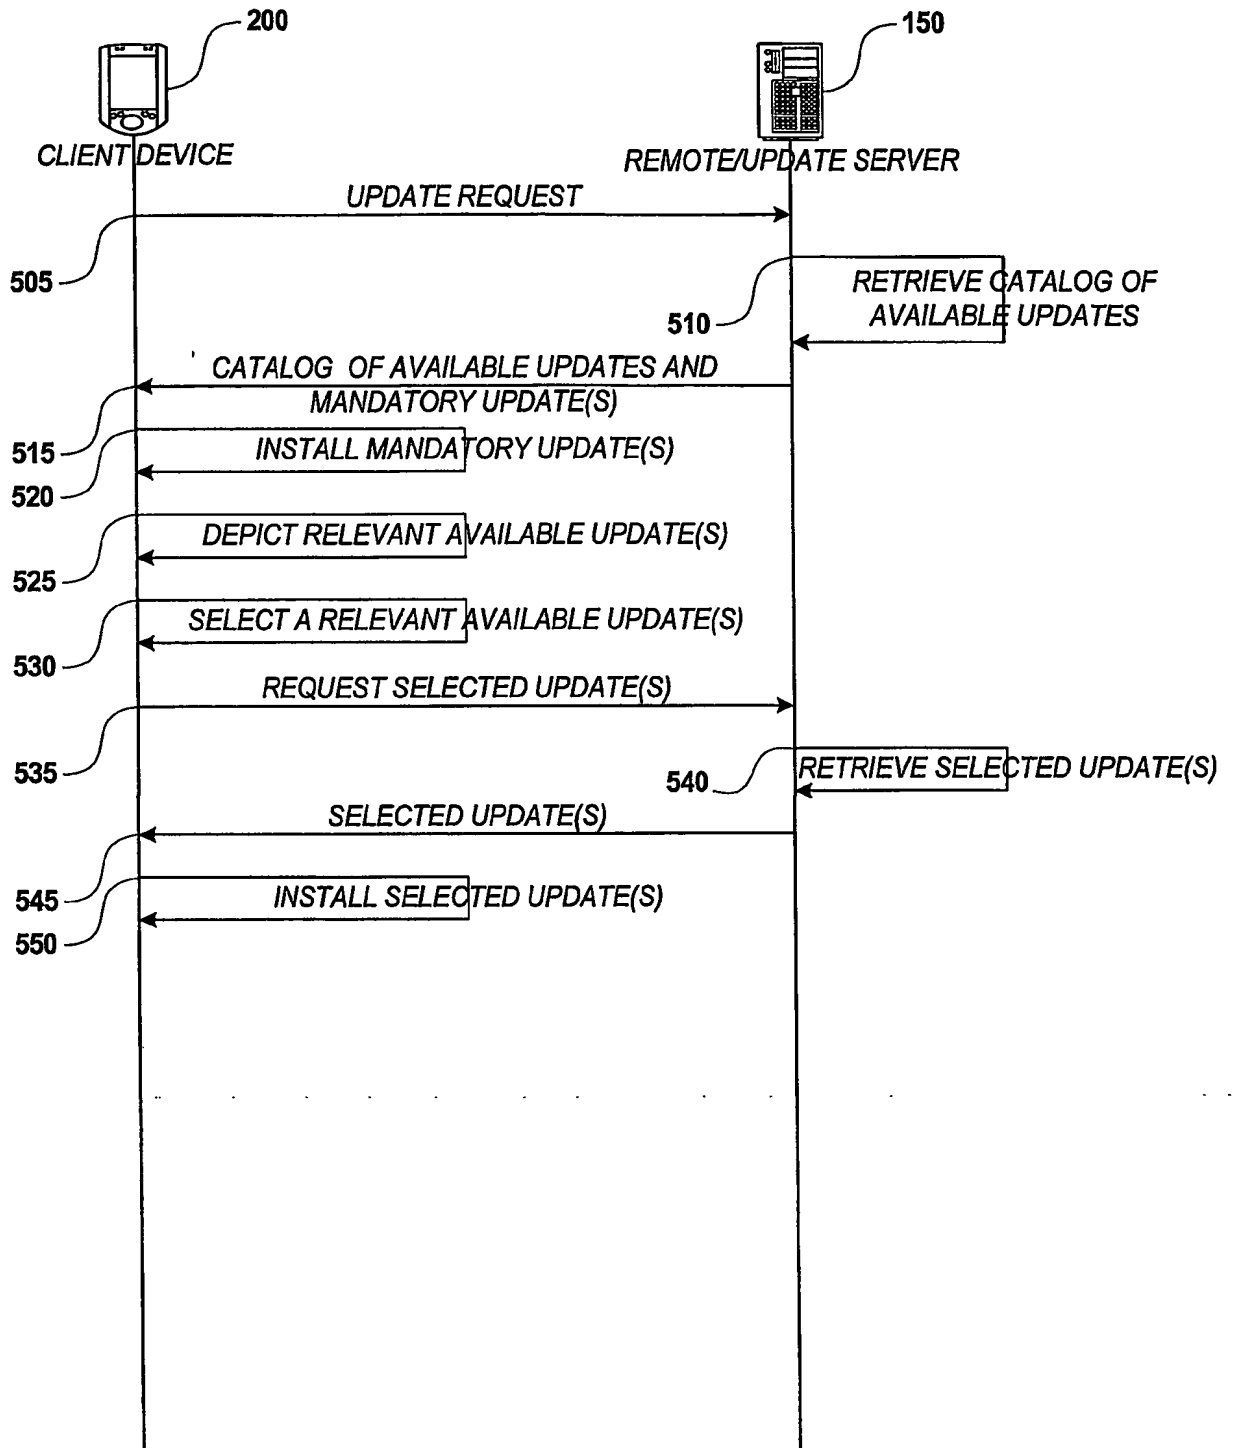 200
150
CLIENT DEVICE
REMOTE/UPDATE SERVER
UPDATE REQUEST
505
510
RETRIEVE CATALOG OF
AVAILABLE UPDATES
CATALOG OF AVAILABLE UPDATES AND
MANDATORY UPDATE(S)
515
INSTALL MANDATORY UPDATE(S)
520
DEPICT RELEVANT AVAILABLE UPDATE(S)
525
SELECT A RELEVANT AVAILABLE UPDATE(S)
530
REQUEST SELECTED UPDATE(S)
535
540
RETRIEVE SELECTED UPDATE(S)
SELECTED UPDATE(S)
545
INSTALL SELECTED UPDATE(S)
550